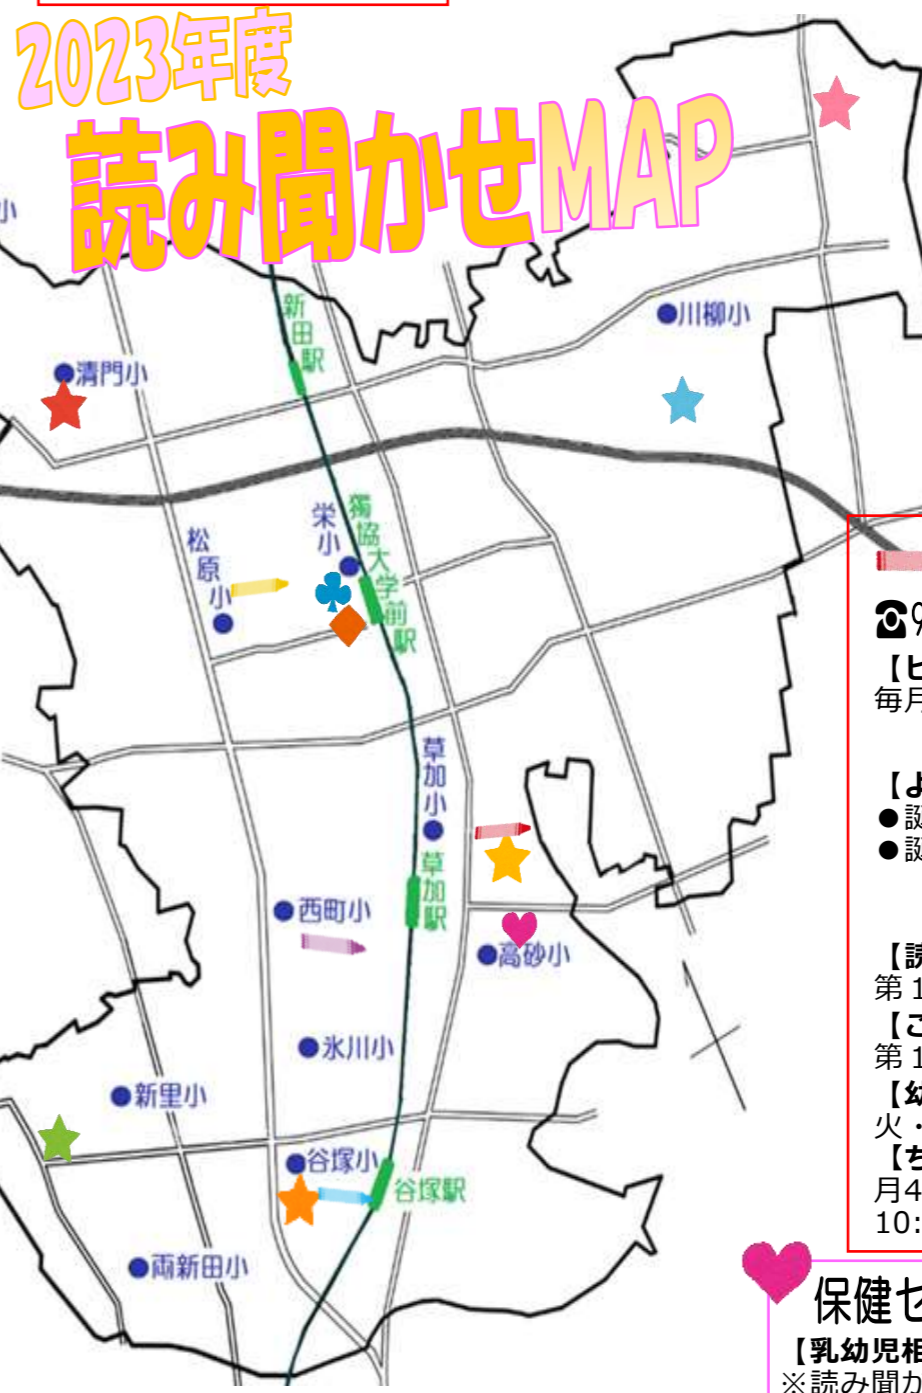 2023年度
読み聞かせMAP
小
新田駅
川柳小
清門小
獨協大学前駅
栄小
松原小
草加小
草加駅
西町小
高砂小
氷川小
新里小
谷塚小
谷塚駅
両新田小
☎
【ヒ
毎月
【よ
●誕
●誕
【読
第1
【こ
第1
【幼
火・
【ち
月4
10:
保健セ
【乳幼児相
※読み聞か